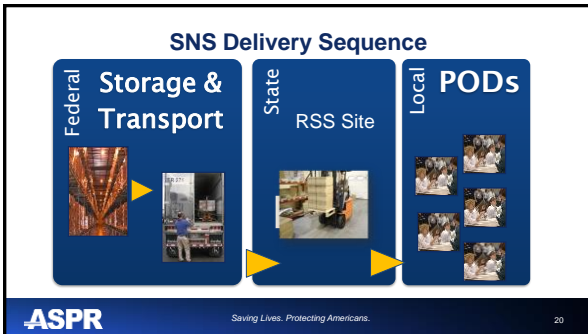 SNS Delivery Sequence
Federal
Storage &
Transport
State
RSS Site
Local
PODs
ASPR
Saving Lives. Protecting Americans.
20